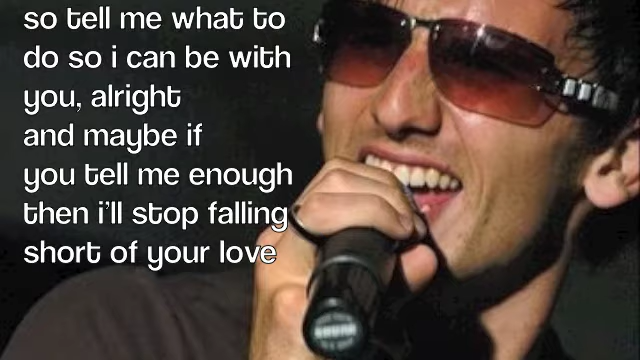 so tell me what to
do so i can be with
you, alright
and maybe if
you tell me enough
then i'll stop falling
short of your love